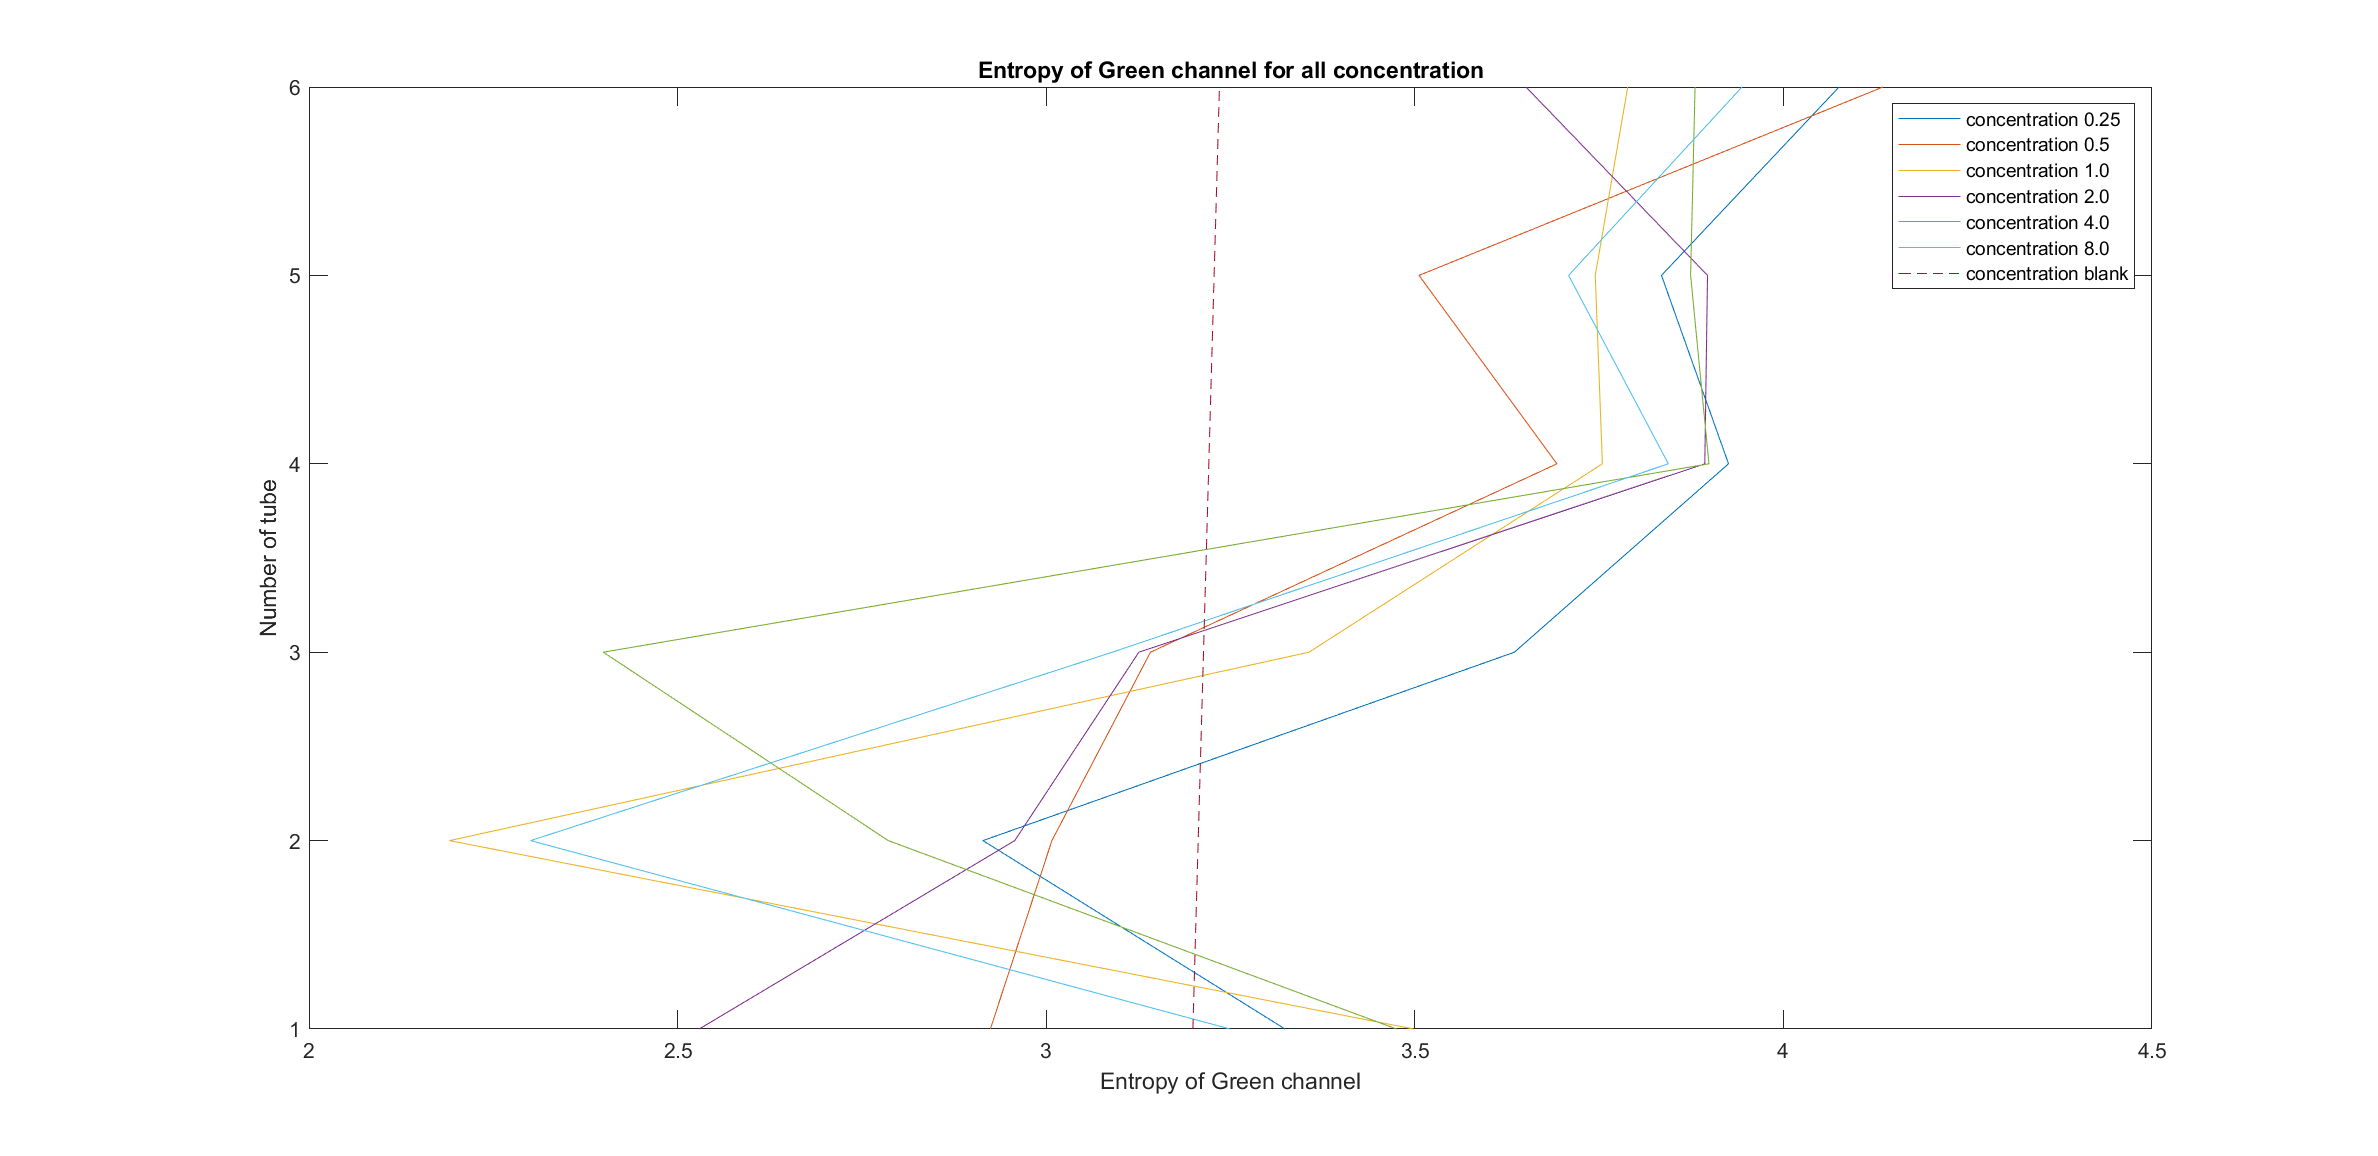 Entropy of Green channel for all concentration
6
5
4
3
2
1
Number of tube
concentration 0.25
concentration 0.5
concentration 1.0
concentration 2.0
concentration 4.0
concentration 8.0
concentration blank
2
2.5
3
3.5
4
4.5
Entropy of Green channel